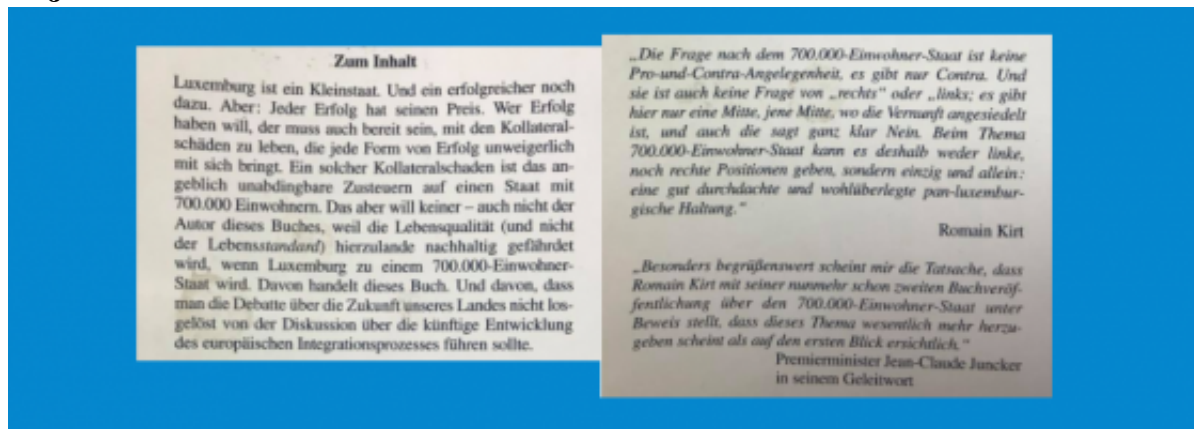 Zum Inhalt
Luxemburg ist ein Kleinstaat. Und ein erfolgreicher noch
dazu. Aber: Jeder Erfolg hat seinen Preis. Wer Erfolg
haben will, der muss auch bereit sein, mit den Kollateral-
schäden zu leben, die jede Form von Erfolg unweigerlich
mit sich bringt. Ein solcher Kollateralschaden ist das an-
geblich unabdingbare Zusteuern auf einen Staat mit
700.000 Einwohnern. Das aber will keiner – auch nicht der
Autor dieses Buches, weil die Lebensqualität (und nicht
der Lebensstandard) hierzulande nachhaltig gefährdet
wird, wenn Luxemburg zu einem 700.000-Einwohner-
Staat wird. Davon handelt dieses Buch. Und davon, dass
man die Debatte über die Zukunft unseres Landes nicht los-
gelöst von der Diskussion über die künftige Entwicklung
des europäischen Integrationsprozesses führen sollte.
„Die Frage nach dem 700.000-Einwohner-Staat ist keine
Pro-und-Contra-Angelegenheit, es gibt nur Contra. Und
sie ist auch keine Frage von „rechts" oder „links; es gibt
hier nur eine Mitte, jene Mitte, wo die Vernunft angesiedelt
ist, und auch die sagt ganz klar Nein. Beim Thema
700.000-Einwohner-Staat kann es deshalb weder linke,
noch rechte Positionen geben, sondern einzig und allein:
eine gut durchdachte und wohlüberlegte pan-luxembur-
gische Haltung."
Romain Kirt
„Besonders begrüßenswert scheint mir die Tatsache, dass
Romain Kirt mit seiner nunmehr schon zweiten Buchveröf-
fentlichung über den 700.000-Einwohner-Staat unter
Beweis stellt, dass dieses Thema wesentlich mehr herzu-
geben scheint als auf den ersten Blick ersichtlich."
Premierminister Jean-Claude Juncker
in seinem Geleitwort